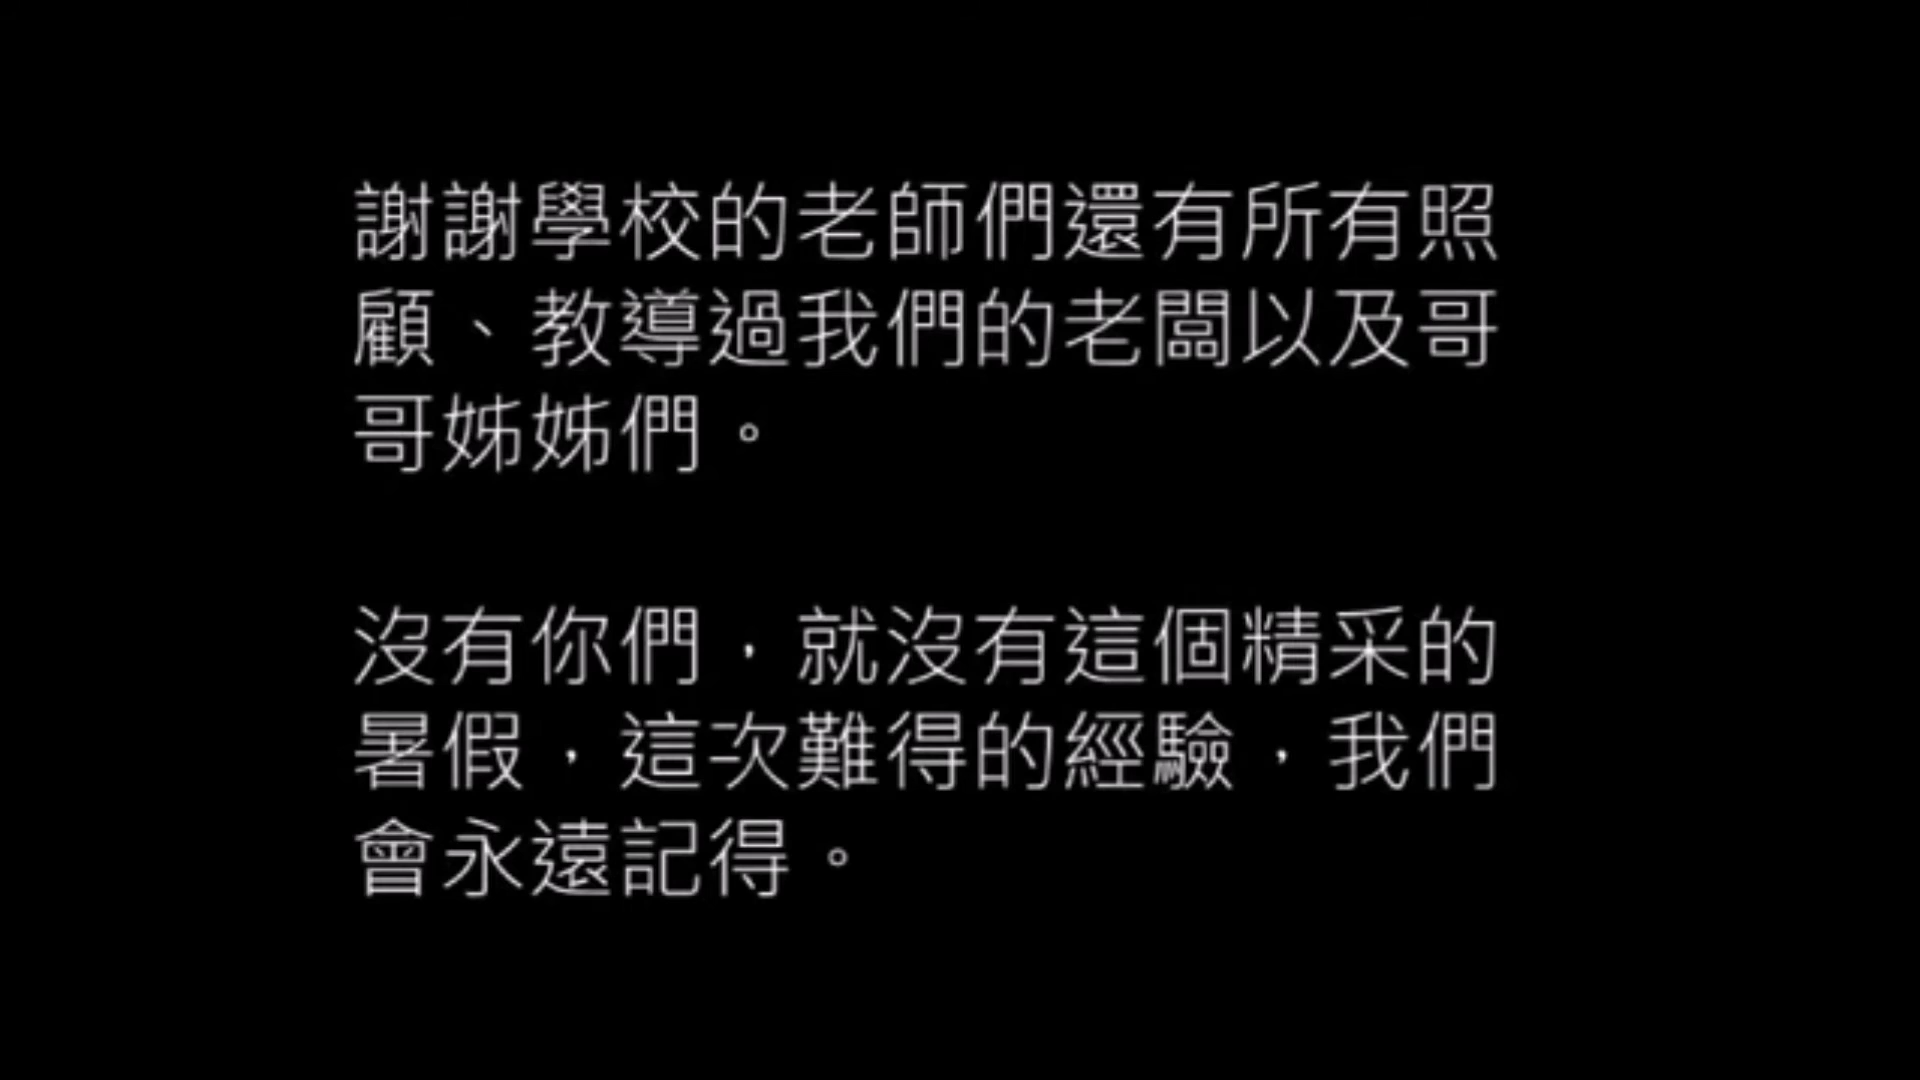 謝謝學校的老師們還有所有照
顧、教導過我們的老闆以及哥
哥姊姊們。
沒有你們，就沒有這個精采的
暑假，這次難得的經驗，我們
會永遠記得。